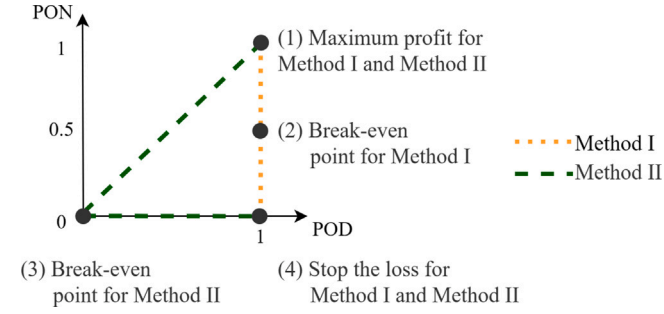 PON
1
(1) Maximum profit for
Method I and Method II
0.5
(2) Break-even
point for Method I
Method I
Method II
0
1
POD
(3) Break-even
point for Method II
(4) Stop the loss for
Method I and Method II